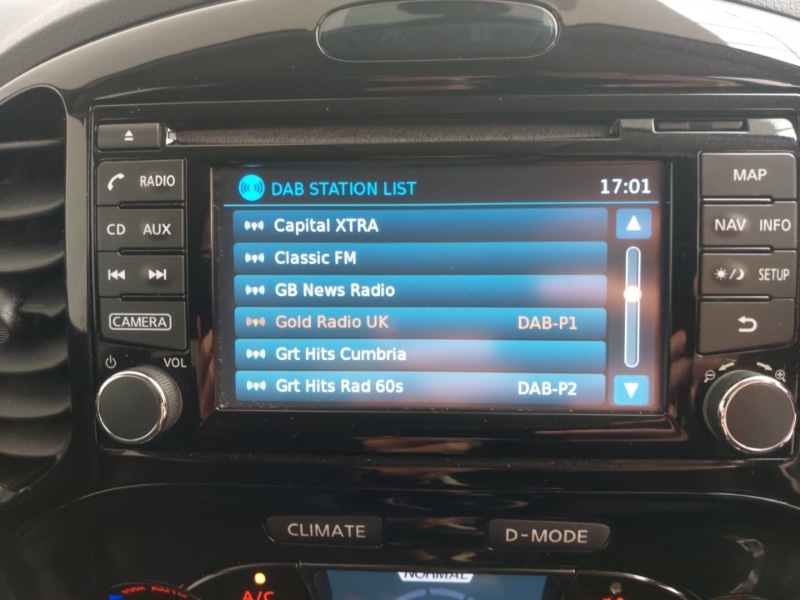 DAB STATION LIST 17:01
Capital XTRA
Classic FM
GB News Radio
Gold Radio UK DAB-P1
Grt Hits Cumbria
Grt Hits Rad 60s DAB-P2
RADIO
CD AUX
CAMERA
VOL
MAP
NAV INFO
SETUP
CLIMATE
D-MODE
NORMAL
A/C